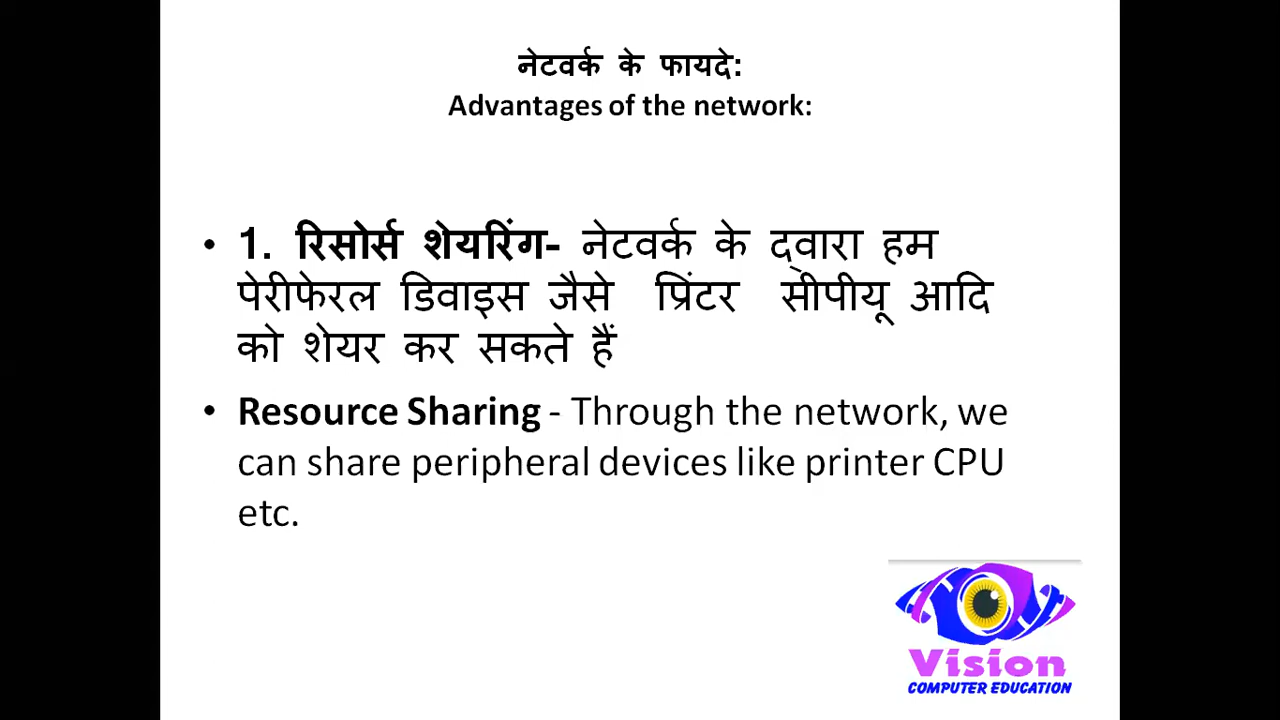 नेटवर्क के फायदे:
Advantages of the network:
• 1. रिसोर्स शेयरिंग- नेटवर्क के द्वारा हम
पेरीफेरल डिवाइस जैसे प्रिंटर सीपीयू आदि
को शेयर कर सकते हैं
• Resource Sharing - Through the network, we
can share peripheral devices like printer CPU
etc.
Vision
COMPUTER EDUCATION